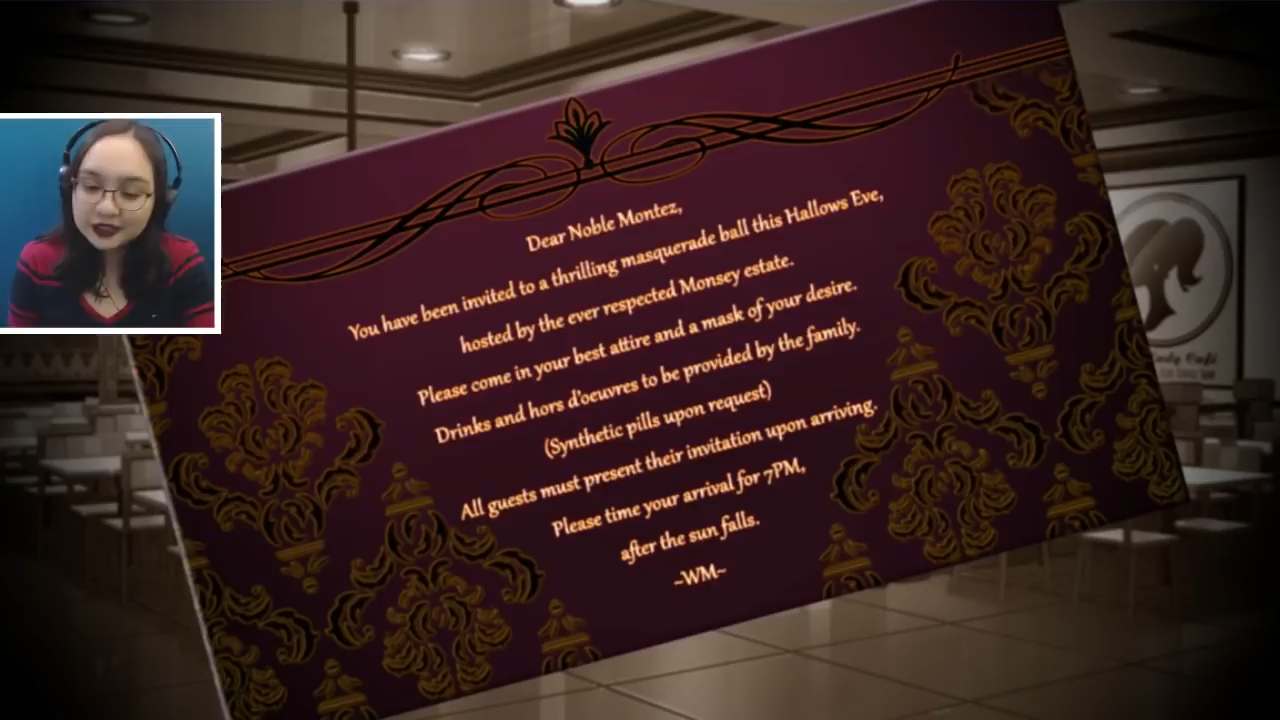 Dear Noble Montez,
You have been invited to a thrilling masquerade ball this Hallows Eve,
hosted by the ever respected Monsey estate.
Please come in your best attire and a mask of your desire.
Drinks and hors d'oeuvres to be provided by the family.
(Synthetic pills upon request)
All guests must present their invitation upon arriving.
Please time your arrival for 7PM,
after the sun falls.
~WM~
Café